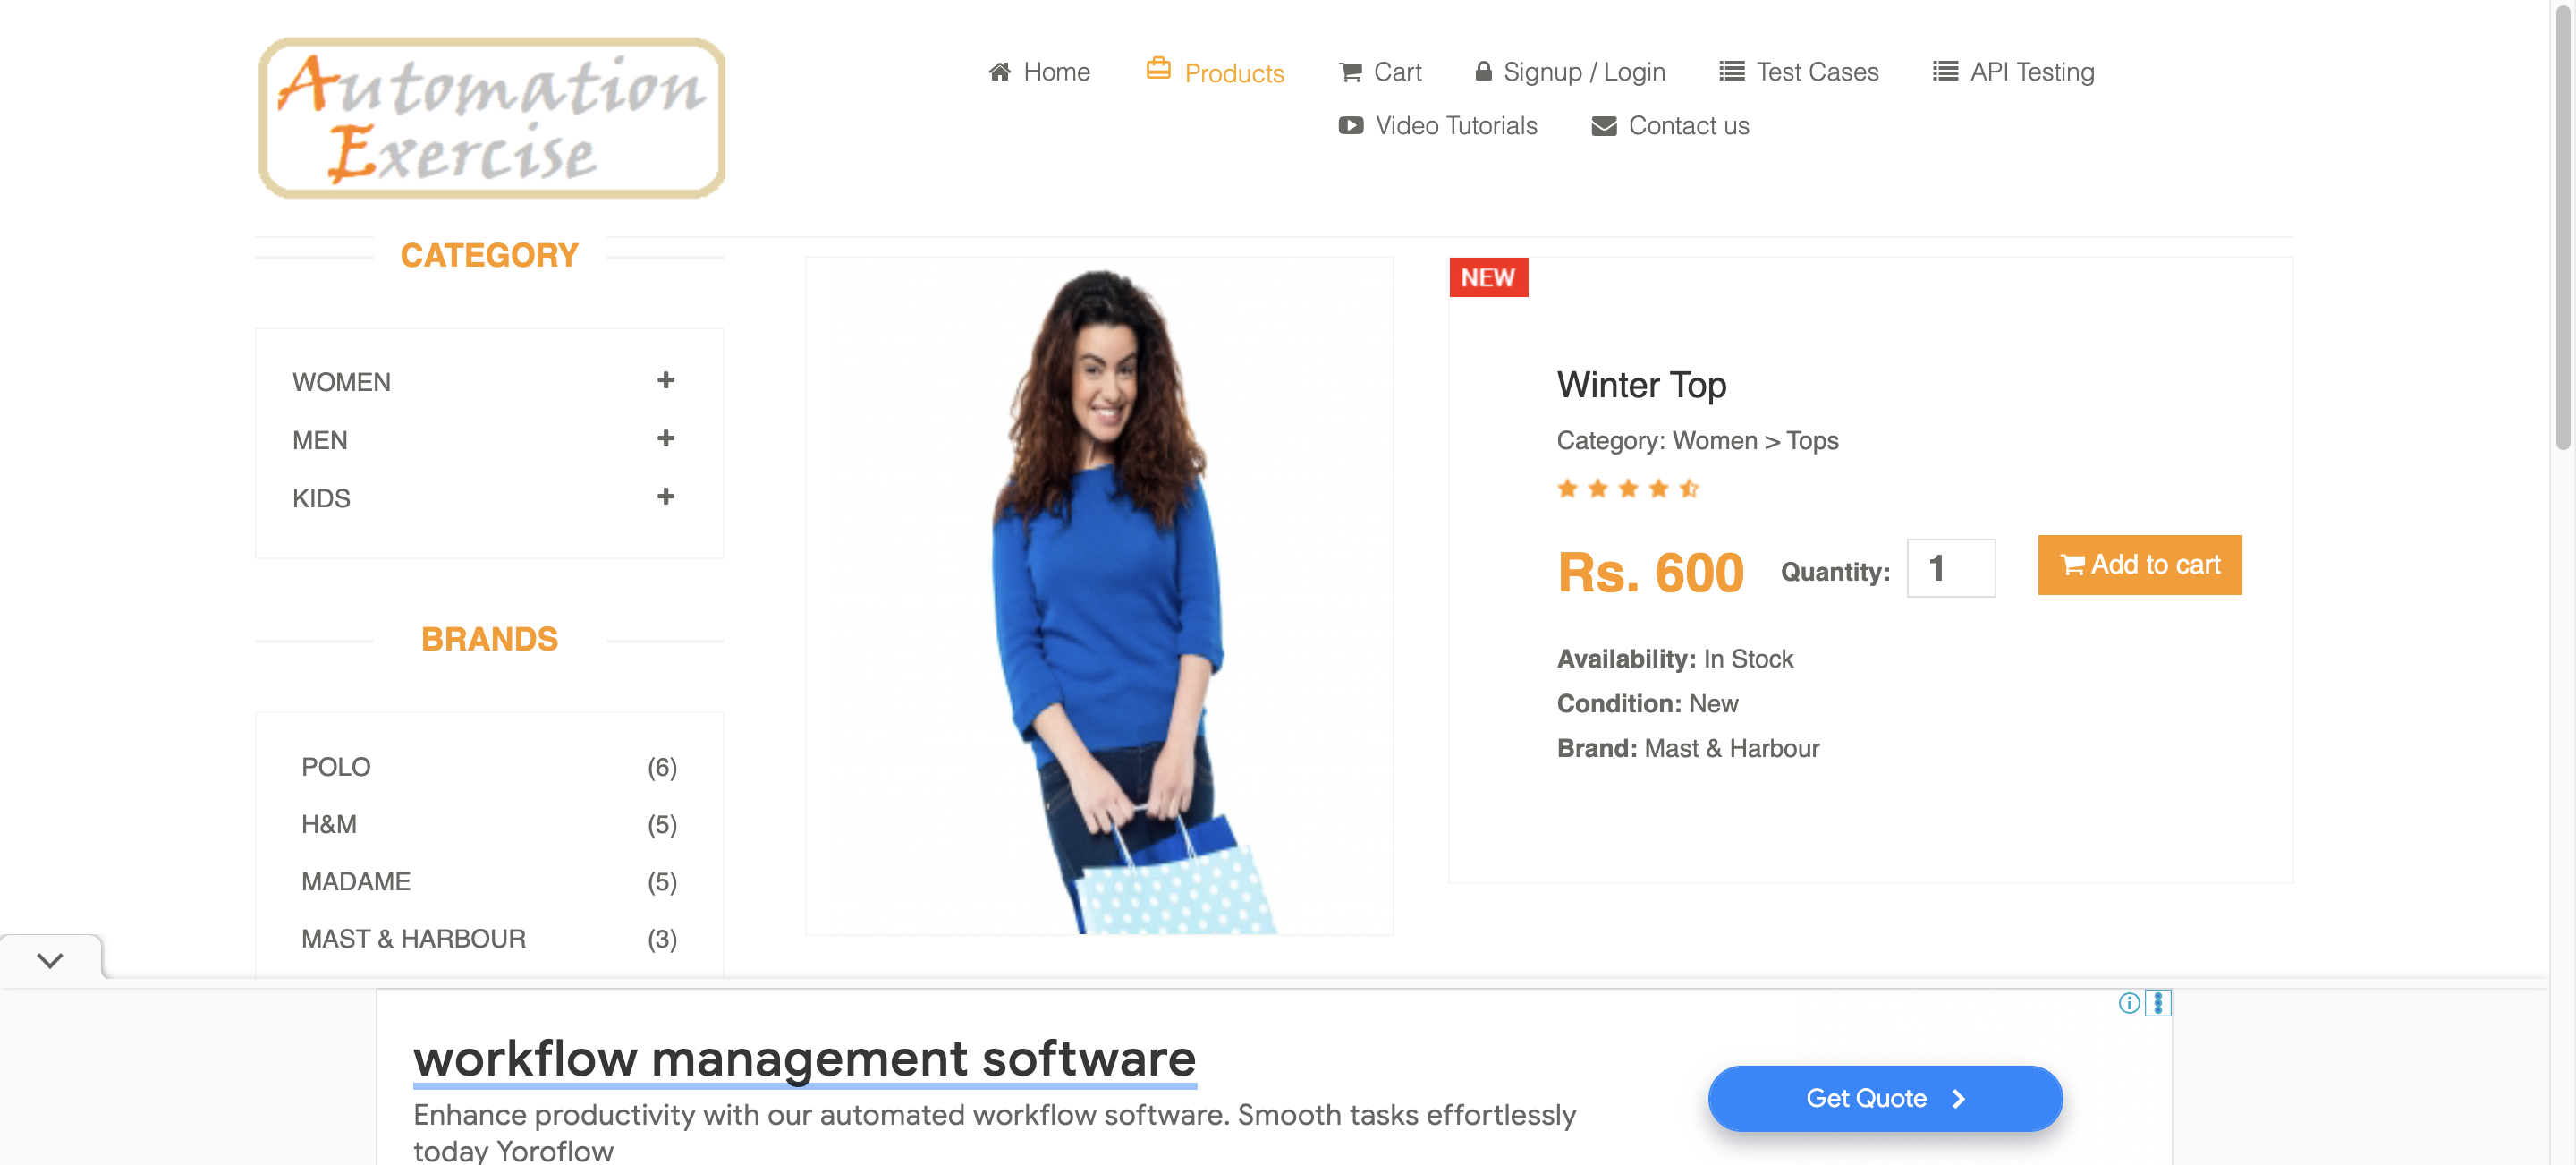 Automation
Exercise
Home
Products
Cart
Signup / Login
Test Cases
API Testing
Video Tutorials
Contact us
CATEGORY
WOMEN
MEN
KIDS
BRANDS
POLO (6)
H&M (5)
MADAME (5)
MAST & HARBOUR (3)
NEW
Winter Top
Category: Women > Tops
Rs. 600 Quantity: 1 Add to cart
Availability: In Stock
Condition: New
Brand: Mast & Harbour
workflow management software
Enhance productivity with our automated workflow software. Smooth tasks effortlessly
today Yoroflow
Get Quote